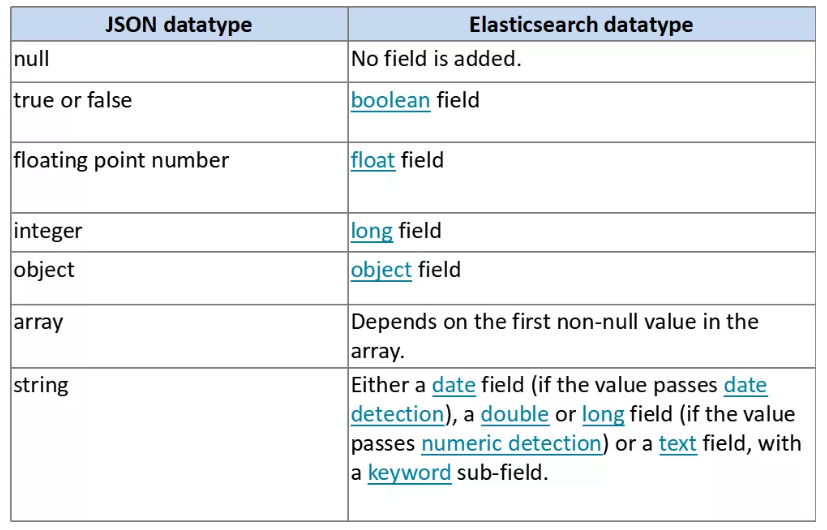 JSON datatype Elasticsearch datatype
null No field is added.
true or false boolean field
floating point number float field
integer long field
object object field
array Depends on the first non-null value in the
array.
string Either a date field (if the value passes date
detection), a double or long field (if the value
passes numeric detection) or a text field, with
a keyword sub-field.